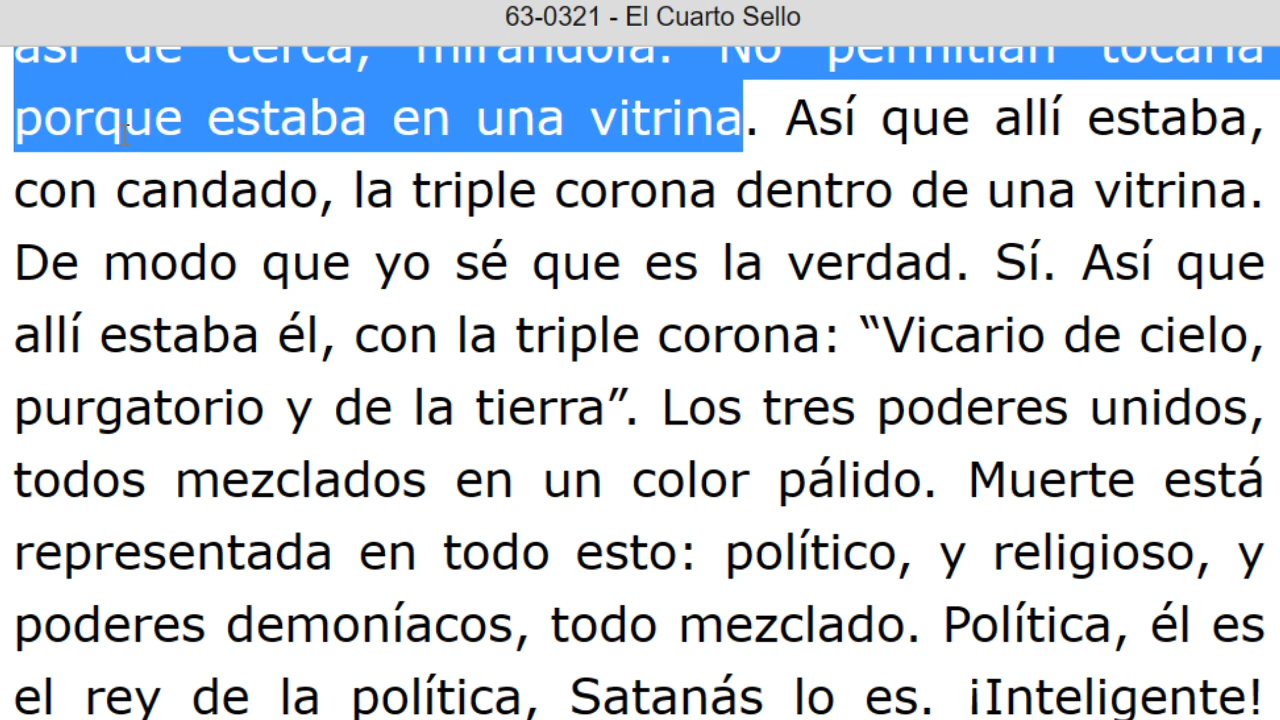 63-0321 - El Cuarto Sello
así de cerca, mirándola. No permitían tocarla
porque estaba en una vitrina. Así que allí estaba,
con candado, la triple corona dentro de una vitrina.
De modo que yo sé que es la verdad. Sí. Así que
allí estaba él, con la triple corona: “Vicario de cielo,
purgatorio y de la tierra”. Los tres poderes unidos,
todos mezclados en un color pálido. Muerte está
representada en todo esto: político, y religioso, y
poderes demoníacos, todo mezclado. Política, él es
el rey de la política, Satanás lo es. ¡Inteligente!